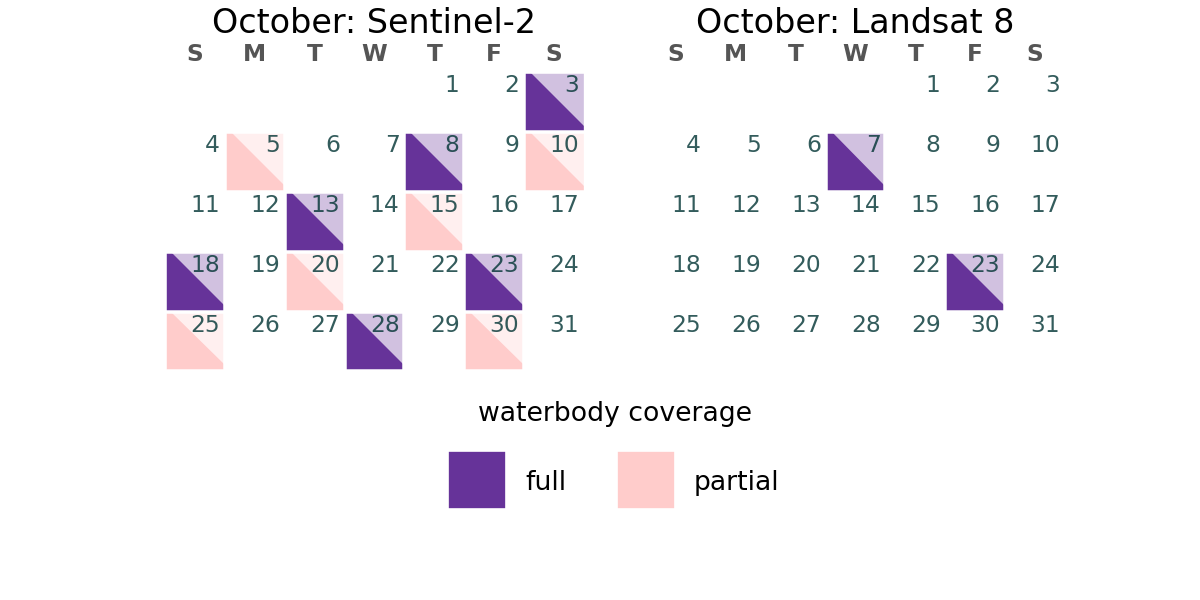 October: Sentinel-2
S M T W T F S
1 2 3
4 5 6 7 8 9 10
11 12 13 14 15 16 17
18 19 20 21 22 23 24
25 26 27 28 29 30 31
October: Landsat 8
S M T W T F S
1 2 3
4 5 6 7 8 9 10
11 12 13 14 15 16 17
18 19 20 21 22 23 24
25 26 27 28 29 30 31
waterbody coverage
full
partial